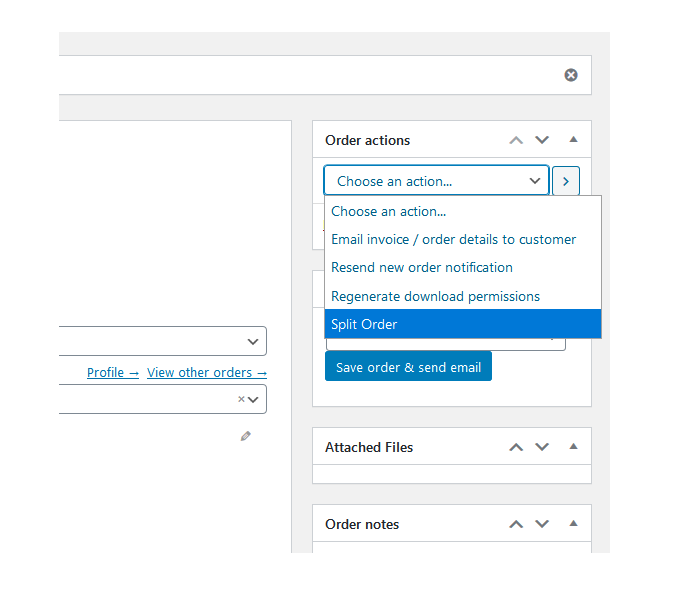 Order actions
Choose an action...
Choose an action...
Email invoice / order details to customer
Resend new order notification
Regenerate download permissions
Split Order
Profile → View other orders →
Save order & send email
Attached Files
Order notes